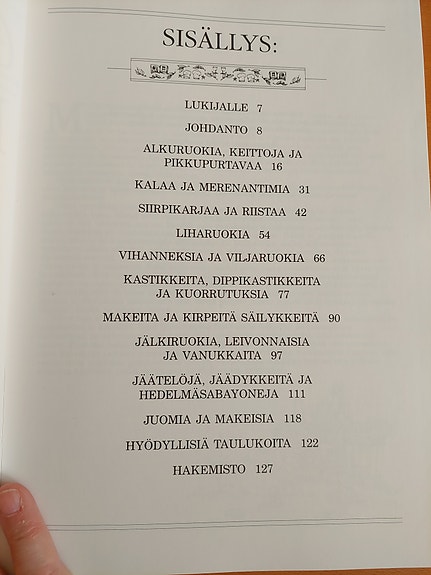 SISÄLLYS:
LUKIJALLE 7
JOHDANTO 8
ALKURUOKIA, KEITTOJA JA
PIKKUPURTAVAA 16
KALAA JA MERENANTIMIA 31
SIIRPIKARJAA JA RIISTAA 42
LIHARUOKIA 54
VIHANNEKSIA JA VILJARUOKIA 66
KASTIKKEITA, DIPPIKASTIKKEITA
JA KUORRUTUKSIA 77
MAKEITA JA KIRPEITÄ SÄILYKKEITÄ 90
JÄLKIRUOKIA, LEIVONNAISIA
JA VANUKKAITA 97
JÄÄTELÖJÄ, JÄÄDYKKEITÄ JA
HEDELMÄSABAYONEJA 111
JUOMIA JA MAKEISIA 118
HYÖDYLLISIÄ TAULUKOITA 122
HAKEMISTO 127